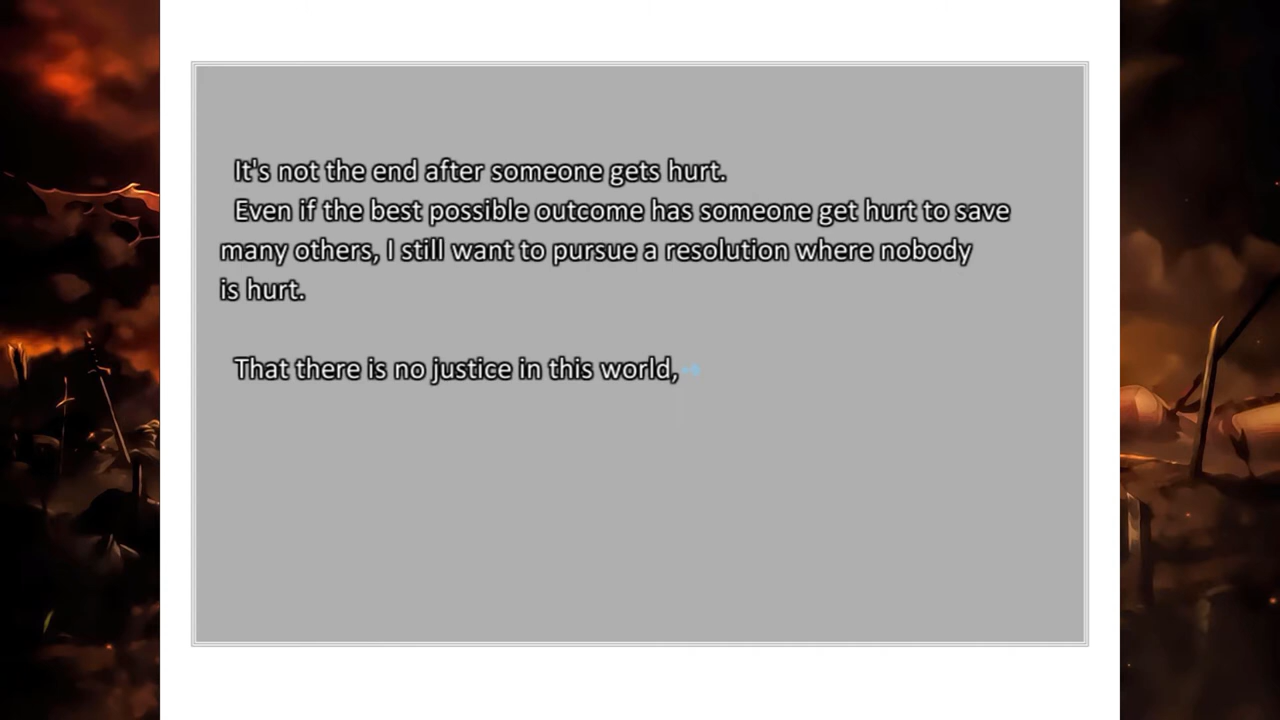 It's not the end after someone gets hurt.
Even if the best possible outcome has someone get hurt to save
many others, I still want to pursue a resolution where nobody
is hurt.
That there is no justice in this world,